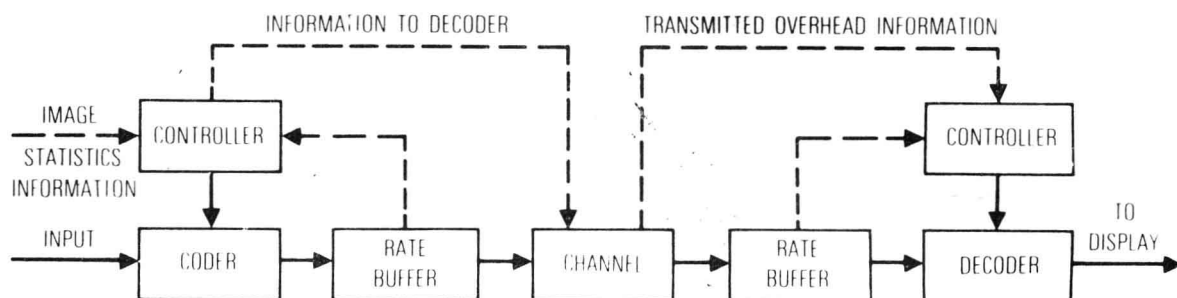 INFORMATION TO DECODER
TRANSMITTED OVERHEAD INFORMATION
IMAGE
STATISTICS
INFORMATION
CONTROLLER
CONTROLLER
INPUT
CODER
RATE
BUFFER
CHANNEL
RATE
BUFFER
DECODER
TO
DISPLAY